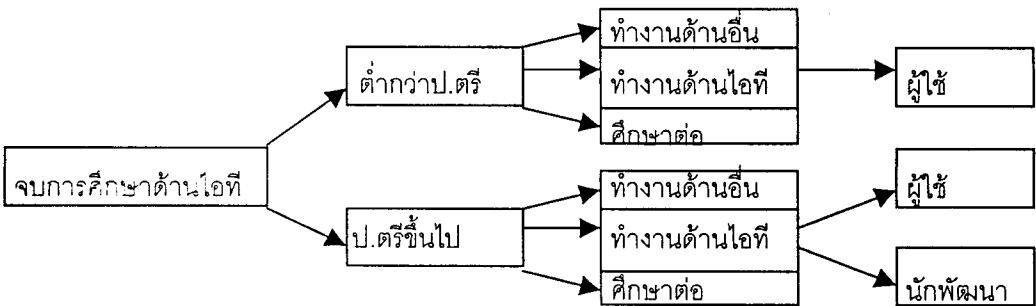 ทำงานด้านอื่น
ต่ำกว่าป.ตรี
ทำงานด้านไอที
ผู้ใช้
ศึกษาต่อ
จบการศึกษาด้านไอที
ทำงานด้านอื่น
ผู้ใช้
ป.ตรีขึ้นไป
ทำงานด้านไอที
ศึกษาต่อ
นักพัฒนา